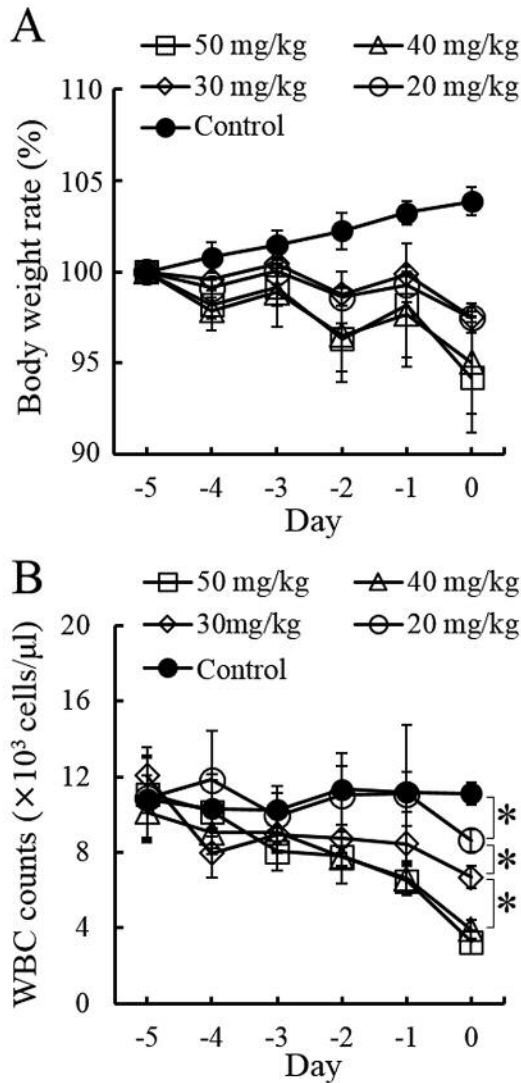 A
50 mg/kg 40 mg/kg
30 mg/kg 20 mg/kg
Control
Body weight rate (%)
110
105
100
95
90
-5 -4 -3 -2 -1 0
Day
B
50 mg/kg 40 mg/kg
30mg/kg 20 mg/kg
Control
WBC counts (×10³ cells/µl)
20
16
12
8
4
0
*
*
*
-5 -4 -3 -2 -1 0
Day